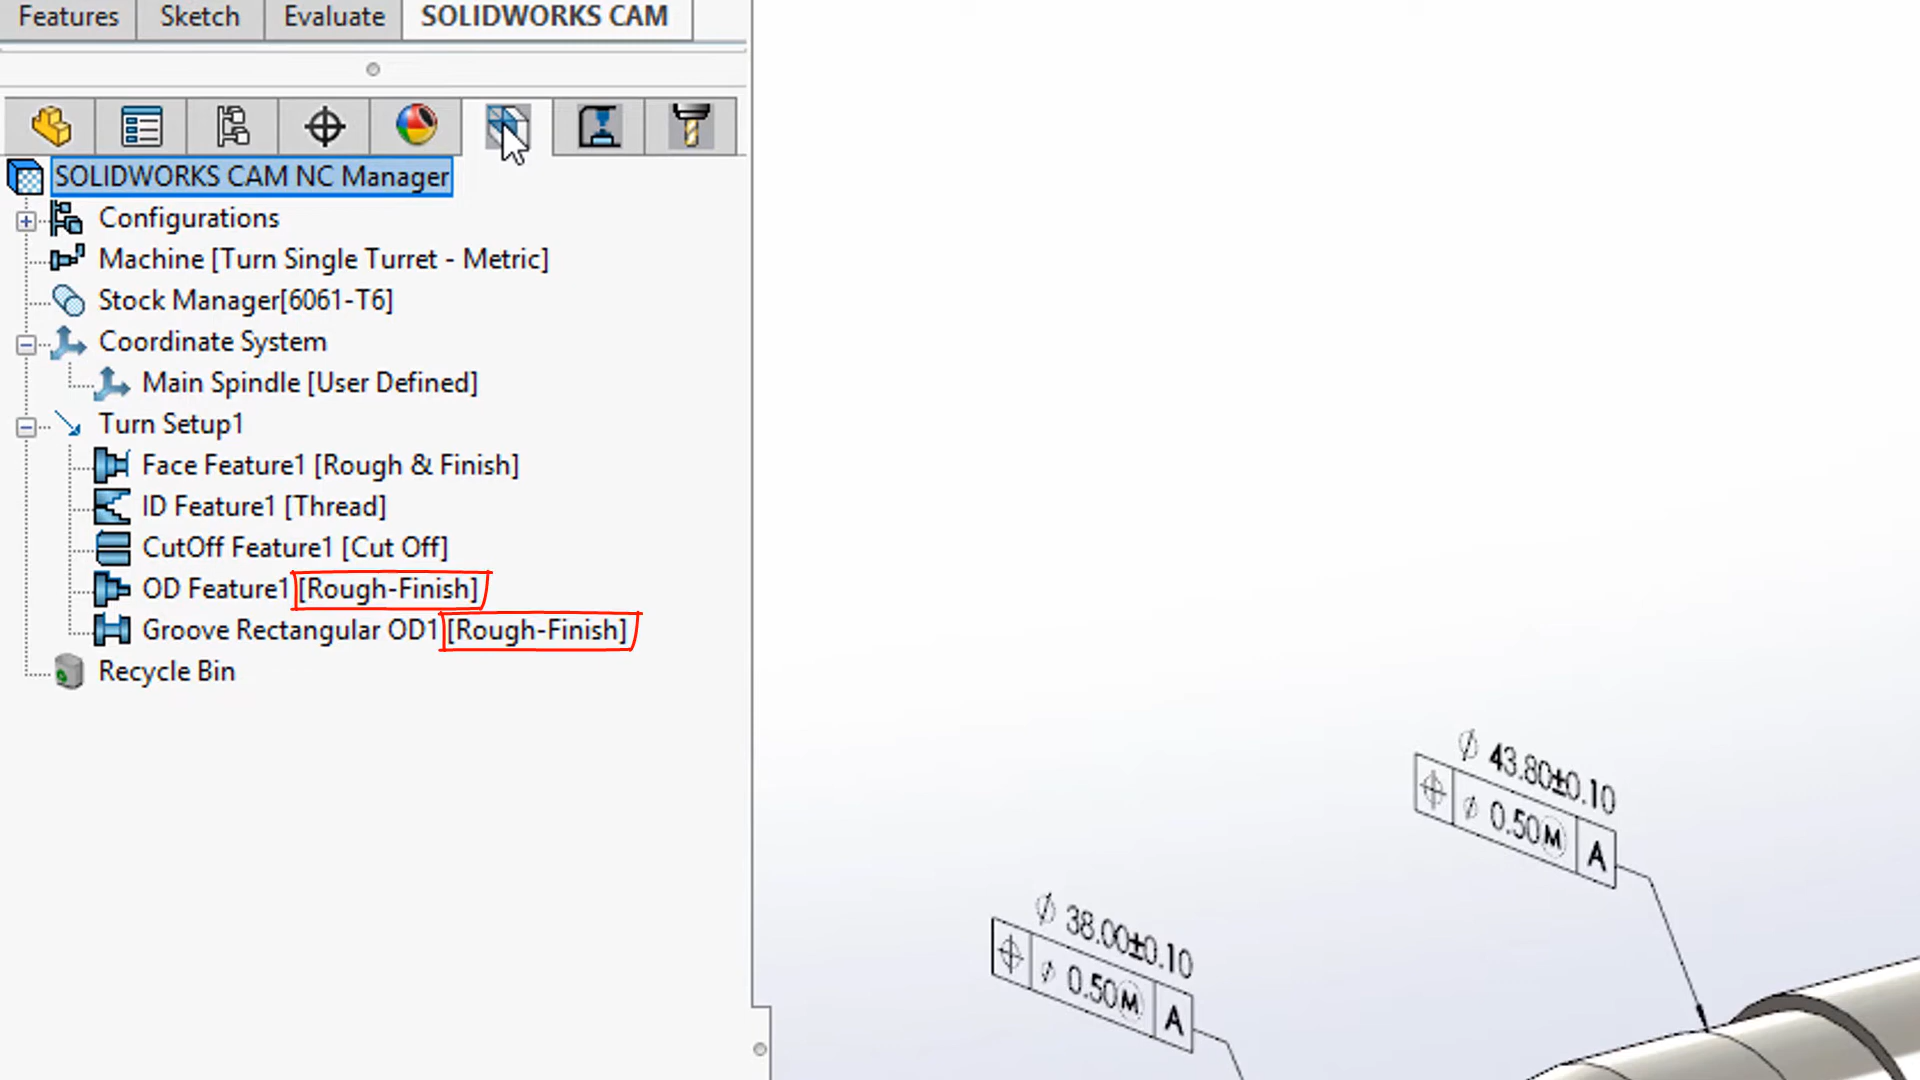 Features Sketch Evaluate SOLIDWORKS CAM
SOLIDWORKS CAM NC Manager
Configurations
Machine [Turn Single Turret - Metric]
Stock Manager[6061-T6]
Coordinate System
Main Spindle [User Defined]
Turn Setup1
Face Feature1 [Rough & Finish]
ID Feature1 [Thread]
CutOff Feature1 [Cut Off]
OD Feature1 [Rough-Finish]
Groove Rectangular OD1 [Rough-Finish]
Recycle Bin
⌀ 43.80±0.10
⌖ ⌀ 0.50Ⓜ A
⌀ 38.00±0.10
⌖ ⌀ 0.50Ⓜ A